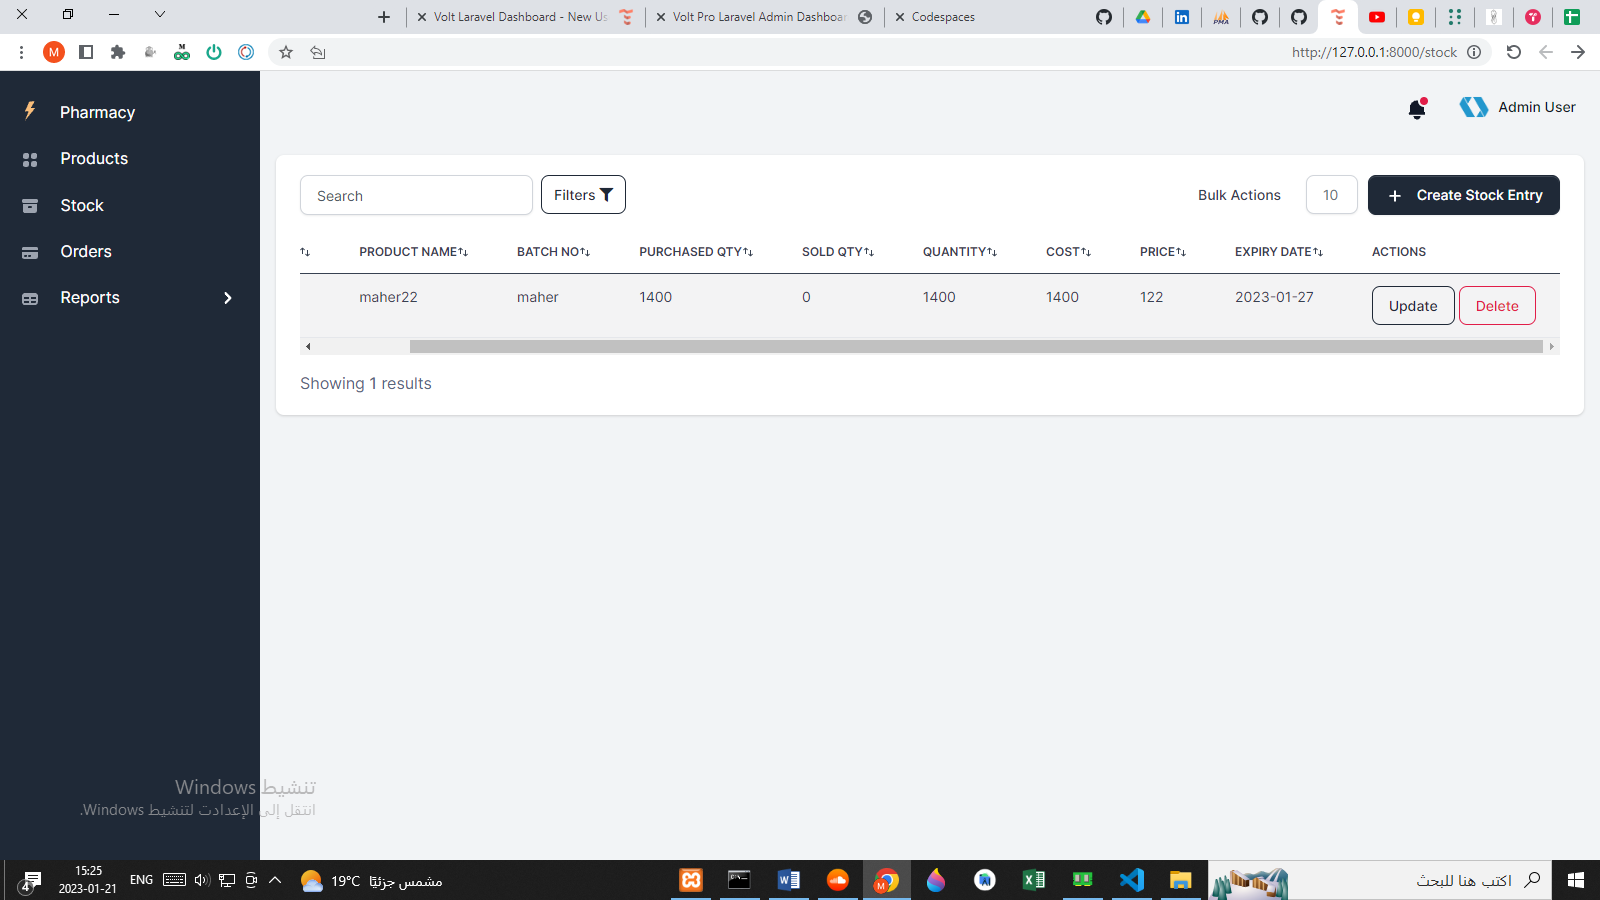 Volt Laravel Dashboard - New Us
Volt Pro Laravel Admin Dashboar
Codespaces
M
http://127.0.0.1:8000/stock
Pharmacy
Products
Stock
Orders
Reports
Admin User
Search
Filters
Bulk Actions
10
+ Create Stock Entry
PRODUCT NAME
BATCH NO
PURCHASED QTY
SOLD QTY
QUANTITY
COST
PRICE
EXPIRY DATE
ACTIONS
maher22
maher
1400
0
1400
1400
122
2023-01-27
Update
Delete
Showing 1 results
تنشيط Windows
انتقل إلى الإعدادت لتنشيط Windows.
4
15:25
2023-01-21
ENG
19°C
مشمس جزئيًا
اكتب هنا للبحث